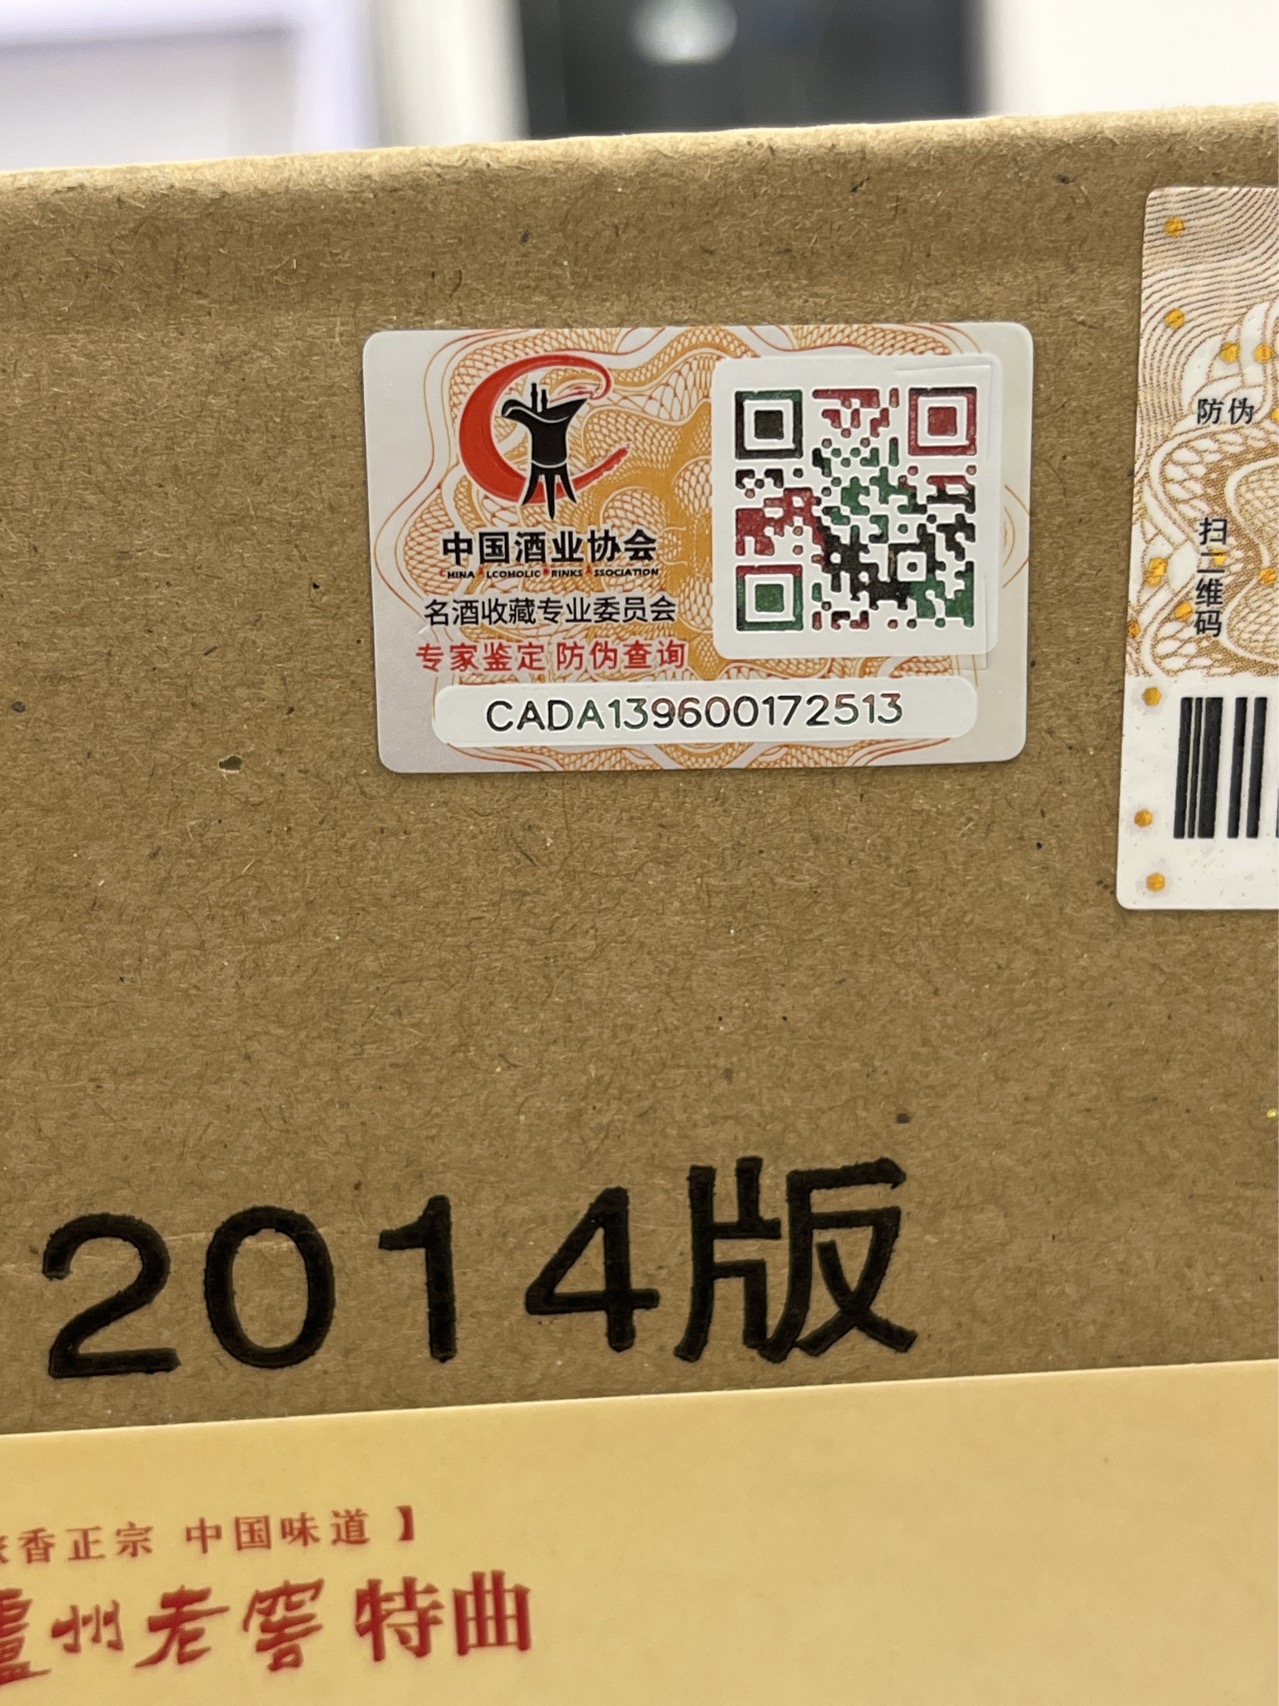 中国酒业协会
CHINA ALCOHOLIC DRINKS ASSOCIATION
名酒收藏专业委员会
专家鉴定 防伪查询
CADA139600172513
防伪
扫二维码
2014版
香正宗 中国味道】
泸州老窖 特曲